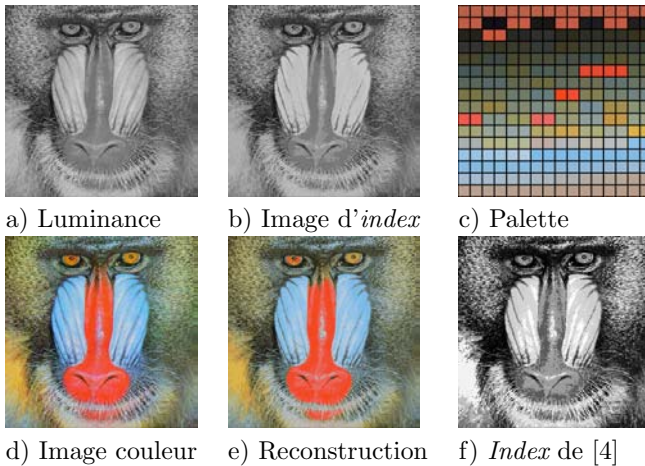 a) Luminance
b) Image d'index
c) Palette
d) Image couleur
e) Reconstruction
f) Index de [4]